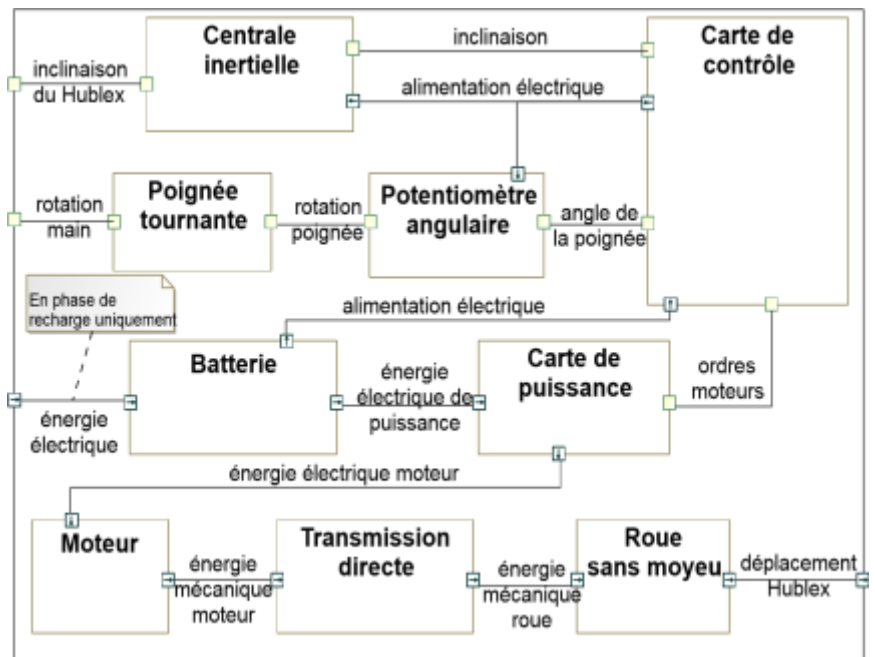 Centrale
inertielle
inclinaison
Carte de
contrôle
inclinaison
du Hublex
alimentation électrique
Poignée
tournante
Potentiomètre
angulaire
rotation
main
rotation
poignée
angle de
la poignée
En phase de
recharge uniquement
alimentation électrique
Batterie
énergie
électrique de
puissance
Carte de
puissance
ordres
moteurs
énergie
électrique
énergie électrique moteur
Moteur
énergie
mécanique
moteur
Transmission
directe
énergie
mécanique
roue
Roue
sans moyeu
déplacement
Hublex